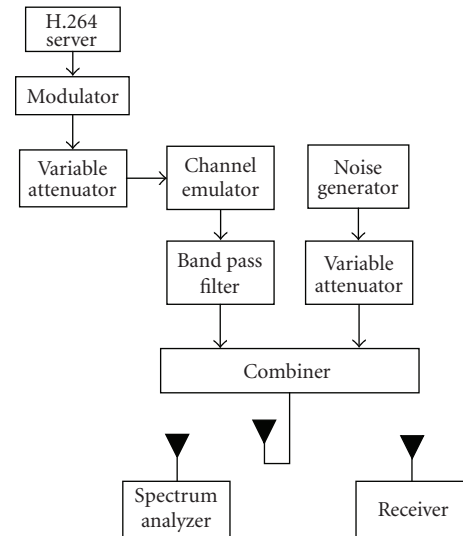 H.264
server
Modulator
Variable
attenuator
Channel
emulator
Noise
generator
Band pass
filter
Variable
attenuator
Combiner
Spectrum
analyzer
Receiver